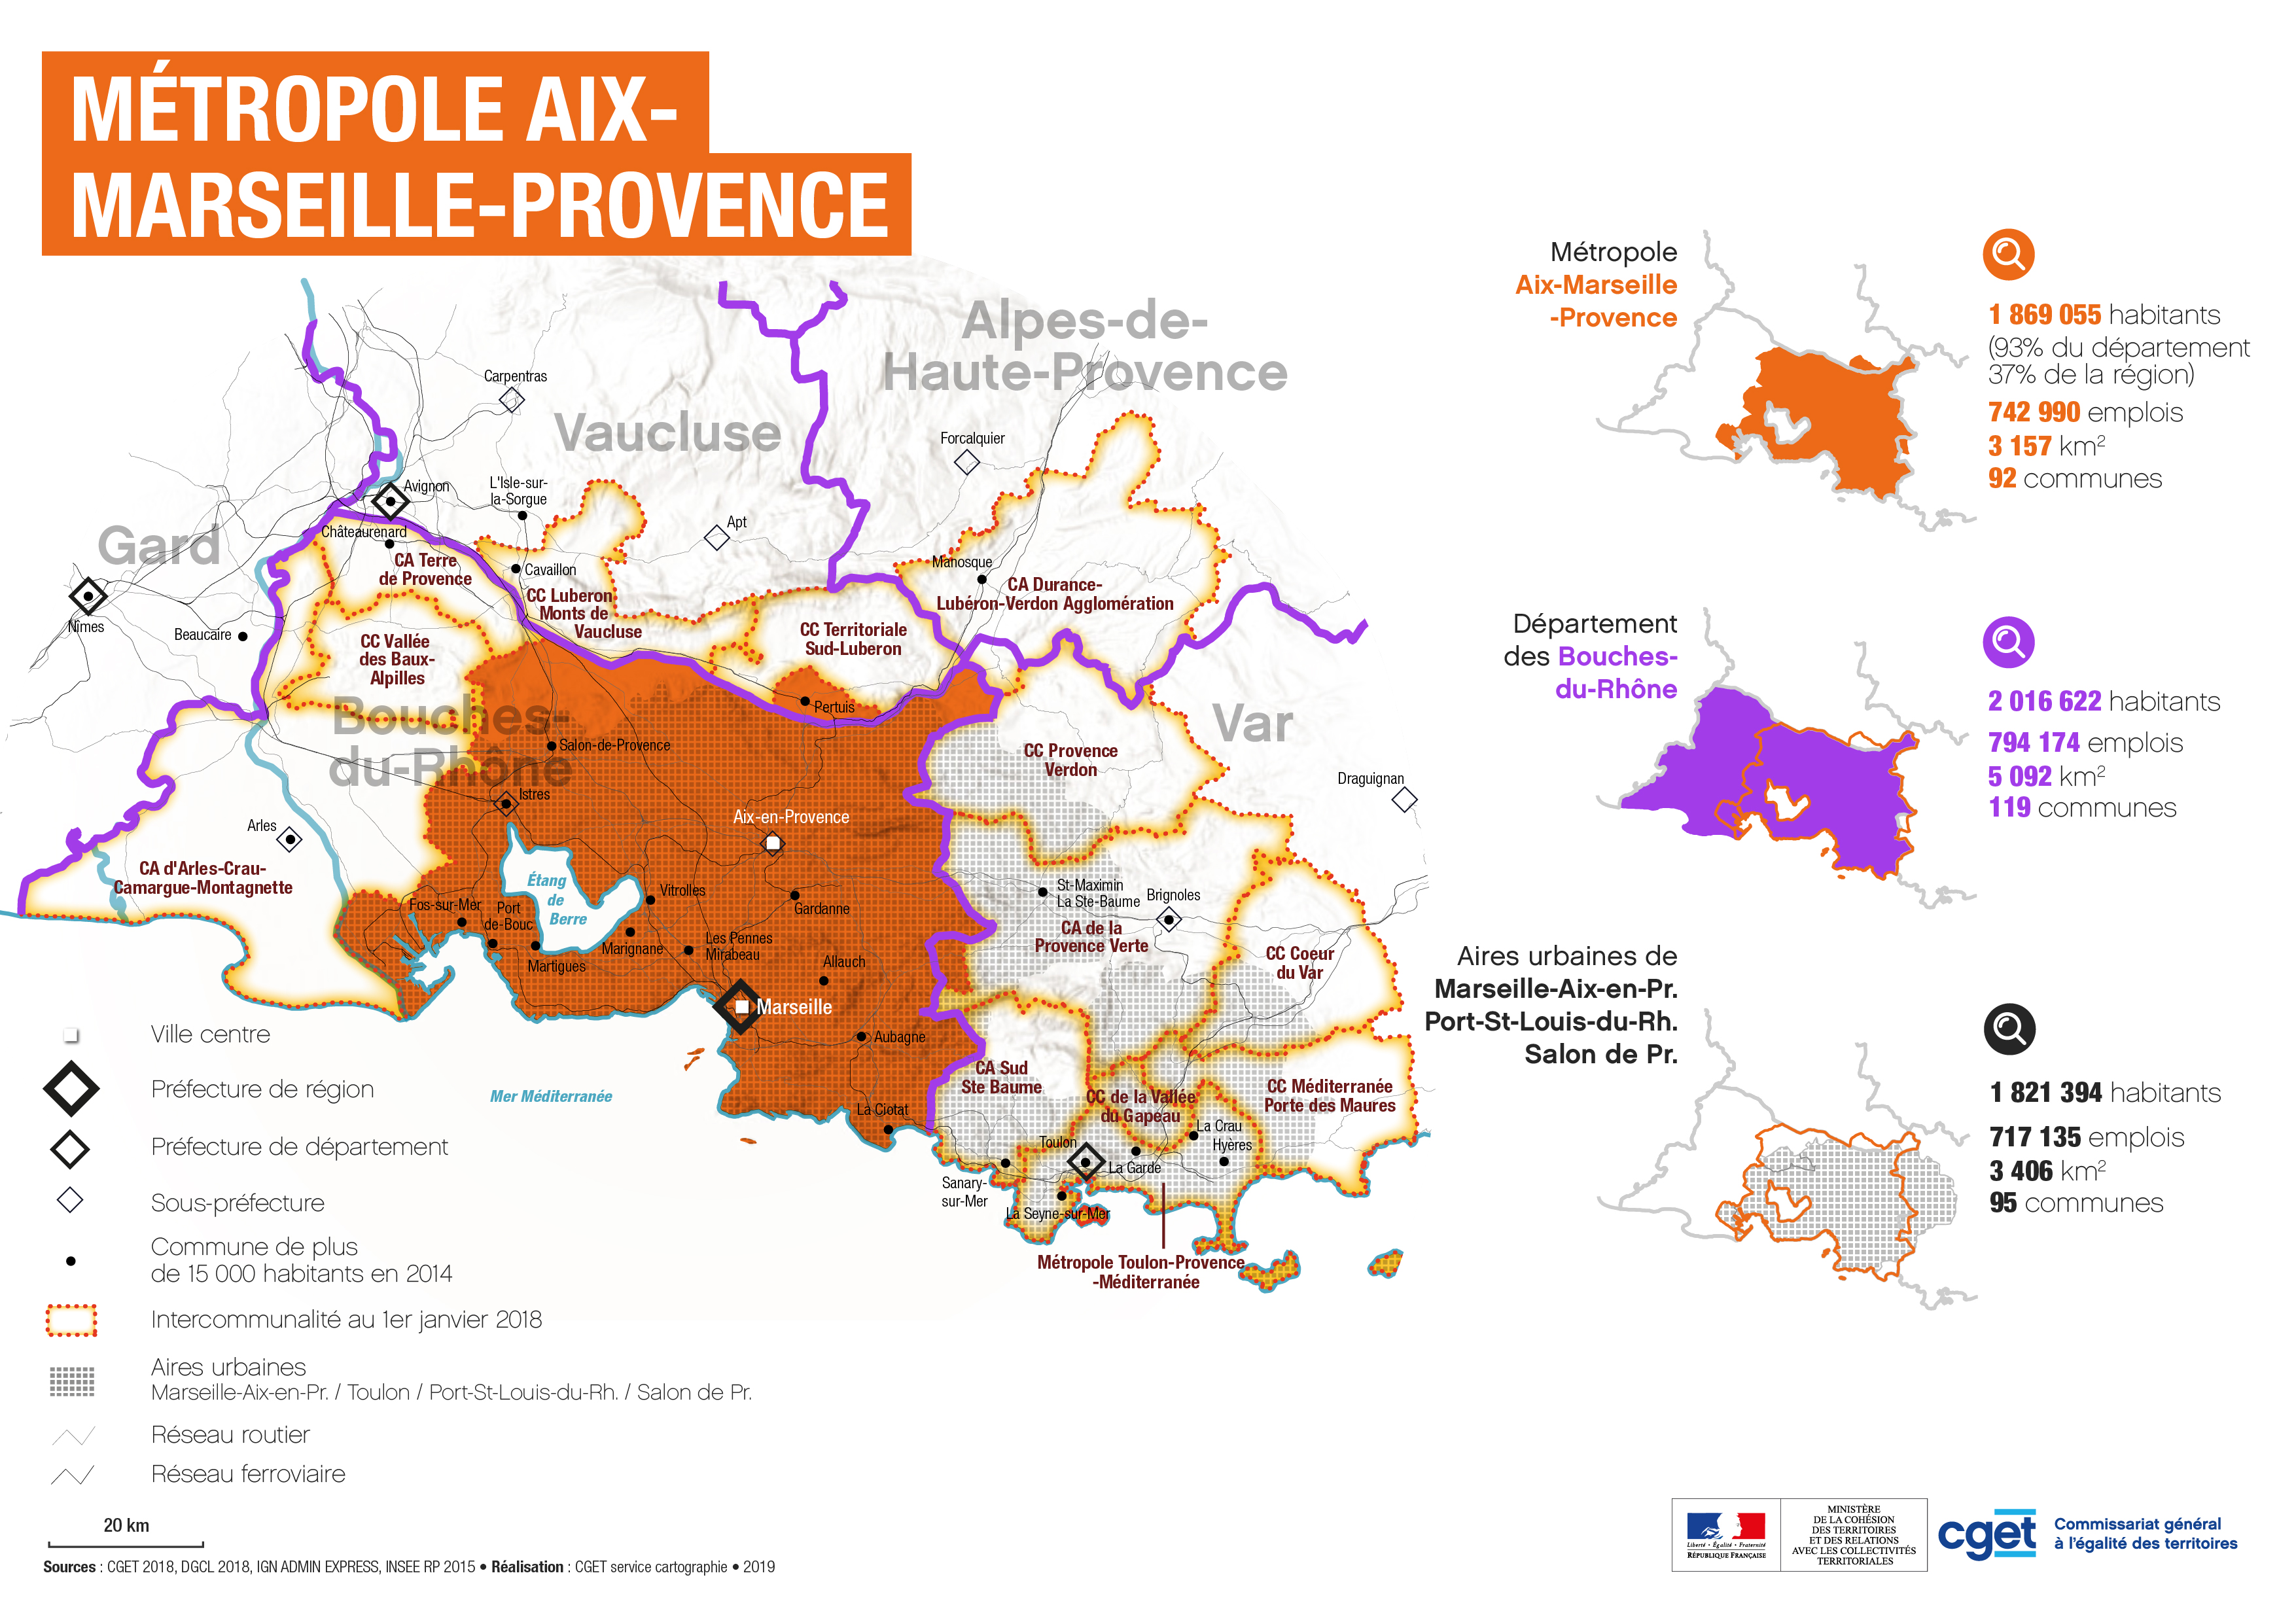 MÉTROPOLE AIX-
MARSEILLE-PROVENCE
Alpes-de-
Haute-Provence
Vaucluse
Gard
Bouches-
du-Rhône
Var
Carpentras
Forcalquier
Avignon
L'Isle-sur-
la-Sorgue
Apt
Châteaurenard
CA Terre
de Provence
Cavaillon
Manosque
CA Durance-
Lubéron-Verdon Agglomération
CC Luberon
Monts de
Vaucluse
Nîmes
Beaucaire
CC Vallée
des Baux-
Alpilles
CC Territoriale
Sud-Luberon
Pertuis
Salon-de-Provence
CC Provence
Verdon
Draguignan
Istres
Aix-en-Provence
Arles
CA d'Arles-Crau-
Camargue-Montagnette
Étang
de
Berre
Vitrolles
St-Maximin
La Ste-Baume
Brignoles
Fos-sur-Mer
Port
de-Bouc
Gardanne
CA de la
Provence Verte
Marignane
Les Pennes
Mirabeau
Martigues
Allauch
CC Coeur
du Var
Marseille
Aubagne
CA Sud
Ste Baume
CC de la Vallée
du Gapeau
CC Méditerranée
Porte des Maures
Mer Méditerranée
La Ciotat
La Crau
Toulon
Hyères
La Garde
Sanary-
sur-Mer
La Seyne-sur-Mer
Métropole Toulon-Provence
-Méditerranée
Ville centre
Préfecture de région
Préfecture de département
Sous-préfecture
Commune de plus
de 15 000 habitants en 2014
Intercommunalité au 1er janvier 2018
Aires urbaines
Marseille-Aix-en-Pr. / Toulon / Port-St-Louis-du-Rh. / Salon de Pr.
Réseau routier
Réseau ferroviaire
20 km
Sources : CGET 2018, DGCL 2018, IGN ADMIN EXPRESS, INSEE RP 2015 • Réalisation : CGET service cartographie • 2019
Métropole
Aix-Marseille
-Provence
1 869 055 habitants
(93% du département
37% de la région)
742 990 emplois
3 157 km²
92 communes
Département
des Bouches-
du-Rhône
2 016 622 habitants
794 174 emplois
5 092 km²
119 communes
Aires urbaines de
Marseille-Aix-en-Pr.
Port-St-Louis-du-Rh.
Salon de Pr.
1 821 394 habitants
717 135 emplois
3 406 km²
95 communes
Liberté • Égalité • Fraternité
RÉPUBLIQUE FRANÇAISE
MINISTÈRE
DE LA COHÉSION
DES TERRITOIRES
ET DES RELATIONS
AVEC LES COLLECTIVITÉS
TERRITORIALES
cget
Commissariat général
à l'égalité des territoires